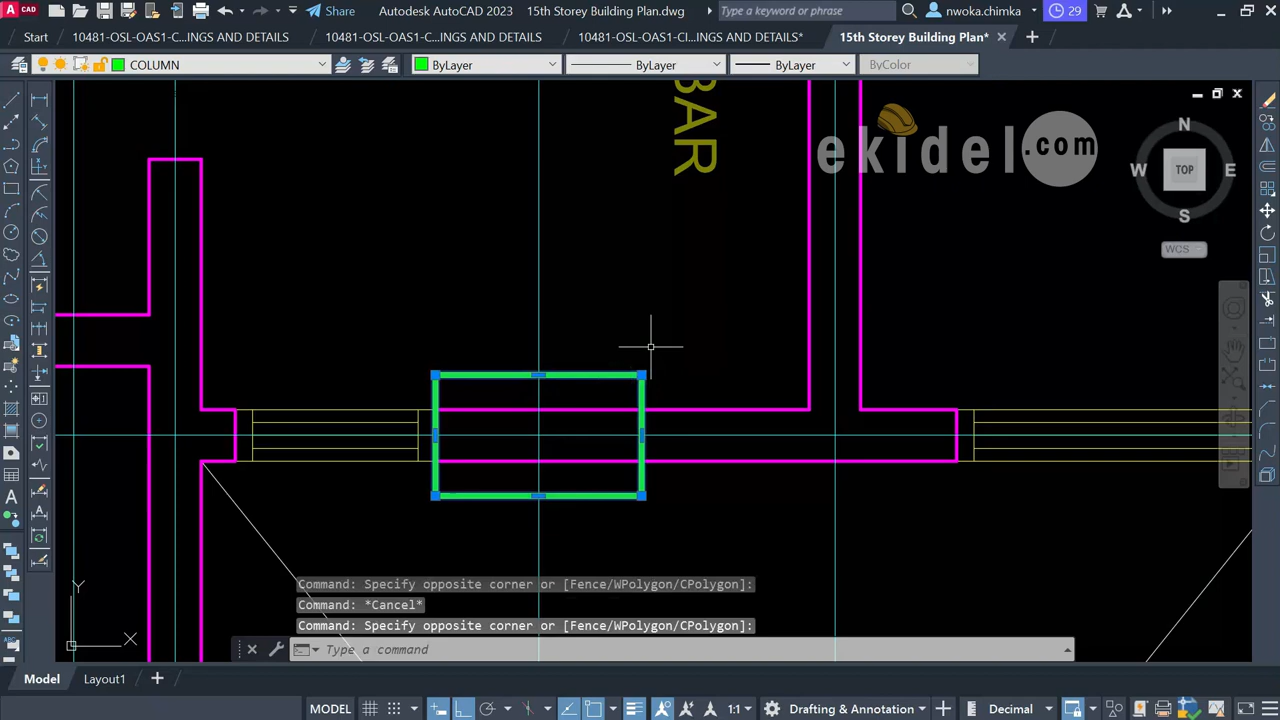 CAD
Share
Autodesk AutoCAD 2023
15th Storey Building Plan.dwg
Type a keyword or phrase
nwoka.chimka
29
Start
10481-OSL-OAS1-C...INGS AND DETAILS
10481-OSL-OAS1-C...INGS AND DETAILS
10481-OSL-OAS1-CI...INGS AND DETAILS*
15th Storey Building Plan*
COLUMN
ByLayer
ByLayer
ByLayer
ByColor
BAR
ekidel.com
N
W
TOP
E
S
WCS
Y
X
Command: Specify opposite corner or [Fence/WPolygon/CPolygon]:
Command: *Cancel*
Command: Specify opposite corner or [Fence/WPolygon/CPolygon]:
Type a command
Model
Layout1
MODEL
1:1
Drafting & Annotation
Decimal